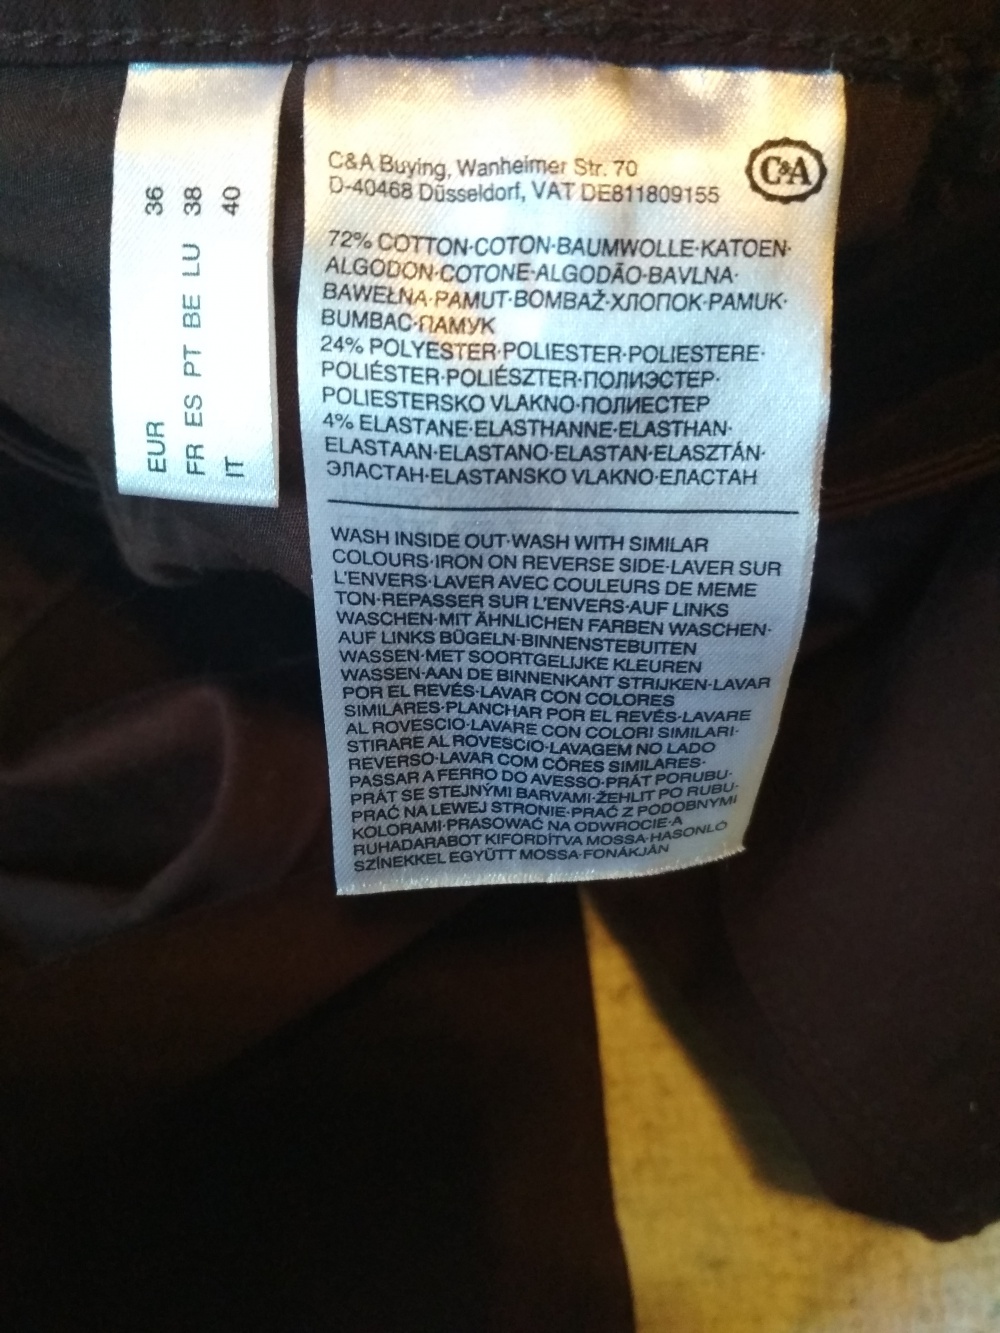 EUR 36
FR ES PT BE LU 38
IT 40
C&A Buying, Wanheimer Str. 70
D-40468 Düsseldorf, VAT DE811809155
C&A
72% COTTON·COTON·BAUMWOLLE·KATOEN·
ALGODON·COTONE·ALGODÃO·BAVLNA·
BAWEŁNA·PAMUT·BOMBAŽ·ХЛОПОК·PAMUK·
BUMBAC·ПАМУК
24% POLYESTER·POLIESTER·POLIESTERE·
POLIÉSTER·POLIÉSZTER·ПОЛИЭСТЕР·
POLIESTERSKO VLAKNO·ПОЛИЕСТЕР
4% ELASTANE·ELASTHANNE·ELASTHAN·
ELASTAAN·ELASTANO·ELASTAN·ELASZTÁN·
ЭЛАСТАН·ELASTANSKO VLAKNO·ЕЛАСТАН
WASH INSIDE OUT·WASH WITH SIMILAR
COLOURS·IRON ON REVERSE SIDE·LAVER SUR
L'ENVERS·LAVER AVEC COULEURS DE MEME
TON·REPASSER SUR L'ENVERS·AUF LINKS
WASCHEN·MIT ÄHNLICHEN FARBEN WASCHEN·
AUF LINKS BÜGELN·BINNENSTEBUITEN
WASSEN·MET SOORTGELIJKE KLEUREN
WASSEN·AAN DE BINNENKANT STRIJKEN·LAVAR
POR EL REVÉS·LAVAR CON COLORES
SIMILARES·PLANCHAR POR EL REVÉS·LAVARE
AL ROVESCIO·LAVARE CON COLORI SIMILARI·
STIRARE AL ROVESCIO·LAVAGEM NO LADO
REVERSO·LAVAR COM CÔRES SIMILARES·
PASSAR A FERRO DO AVESSO·PRÁT PORUBU·
PRÁT SE STEJNÝMI BARVAMI·ŽEHLIT PO RUBU·
PRAĆ NA LEWEJ STRONIE·PRAĆ Z PODOBNYMI
KOLORAMI·PRASOWAĆ NA ODWROCIE·A
RUHADARABOT KIFORDÍTVA MOSSA·HASONLÓ
SZÍNEKKEL EGYÜTT MOSSA·FONÁKJÁN